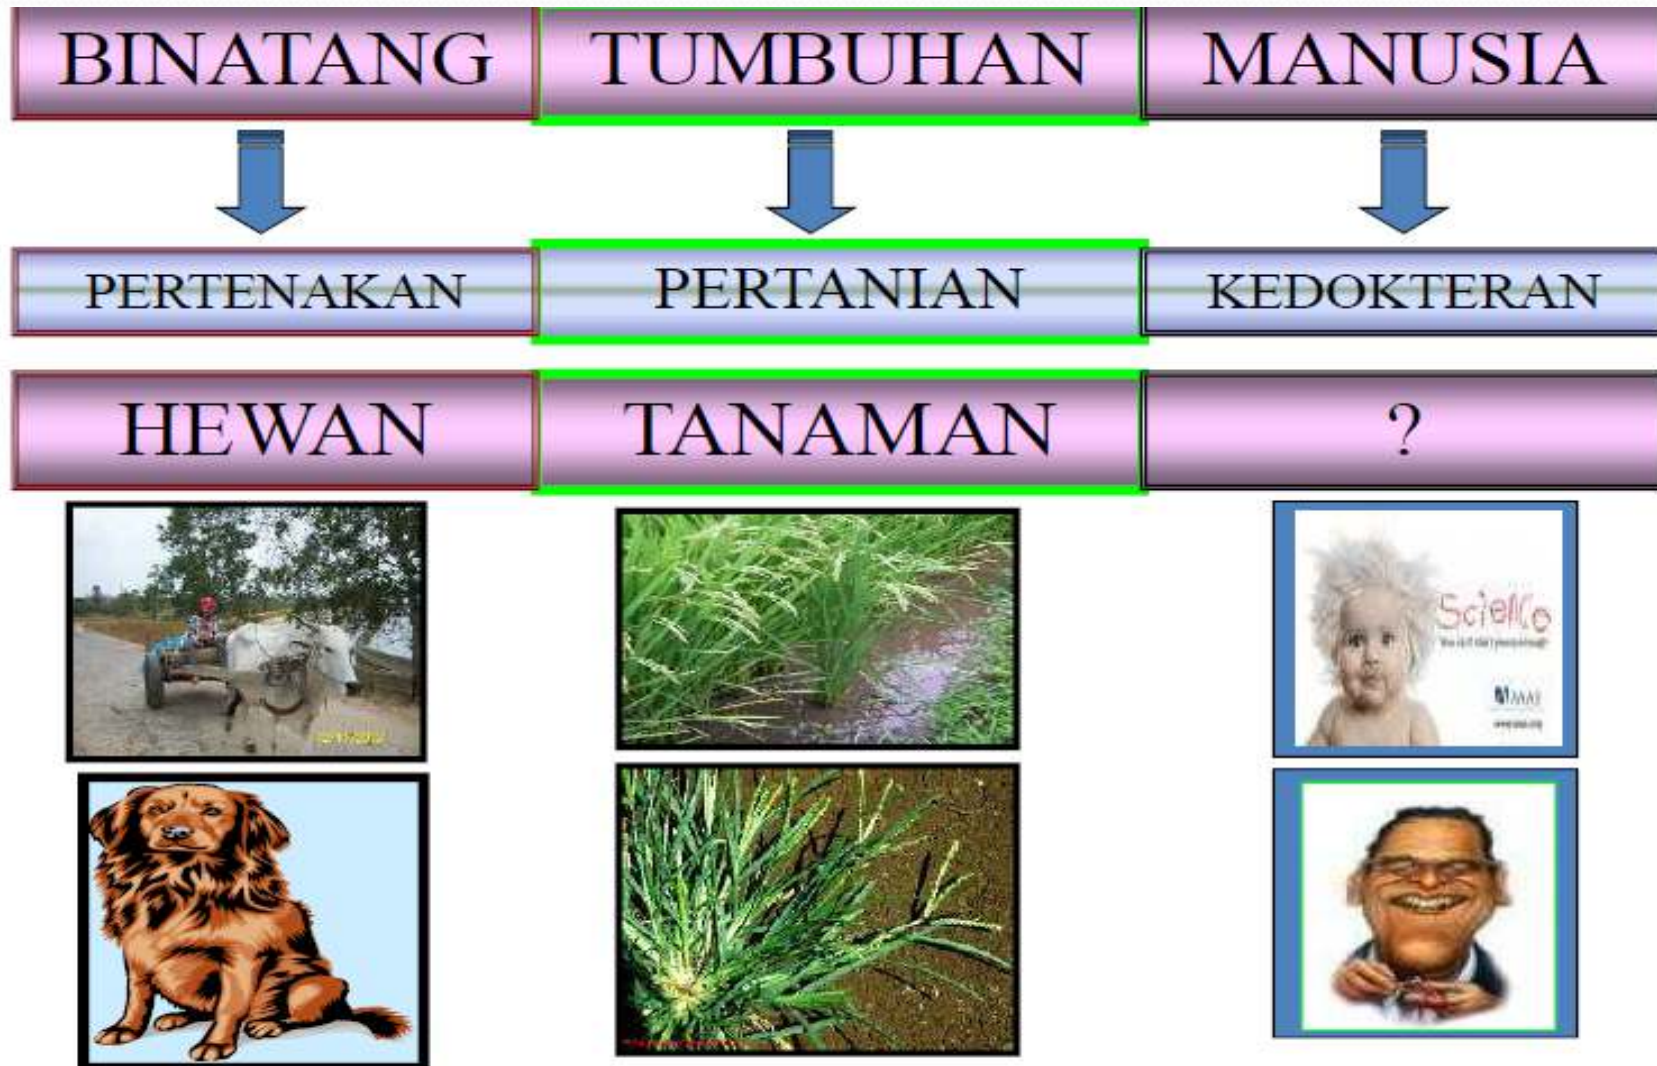 BINATANG TUMBUHAN MANUSIA
PERTENAKAN PERTANIAN KEDOKTERAN
HEWAN TANAMAN ?
Science